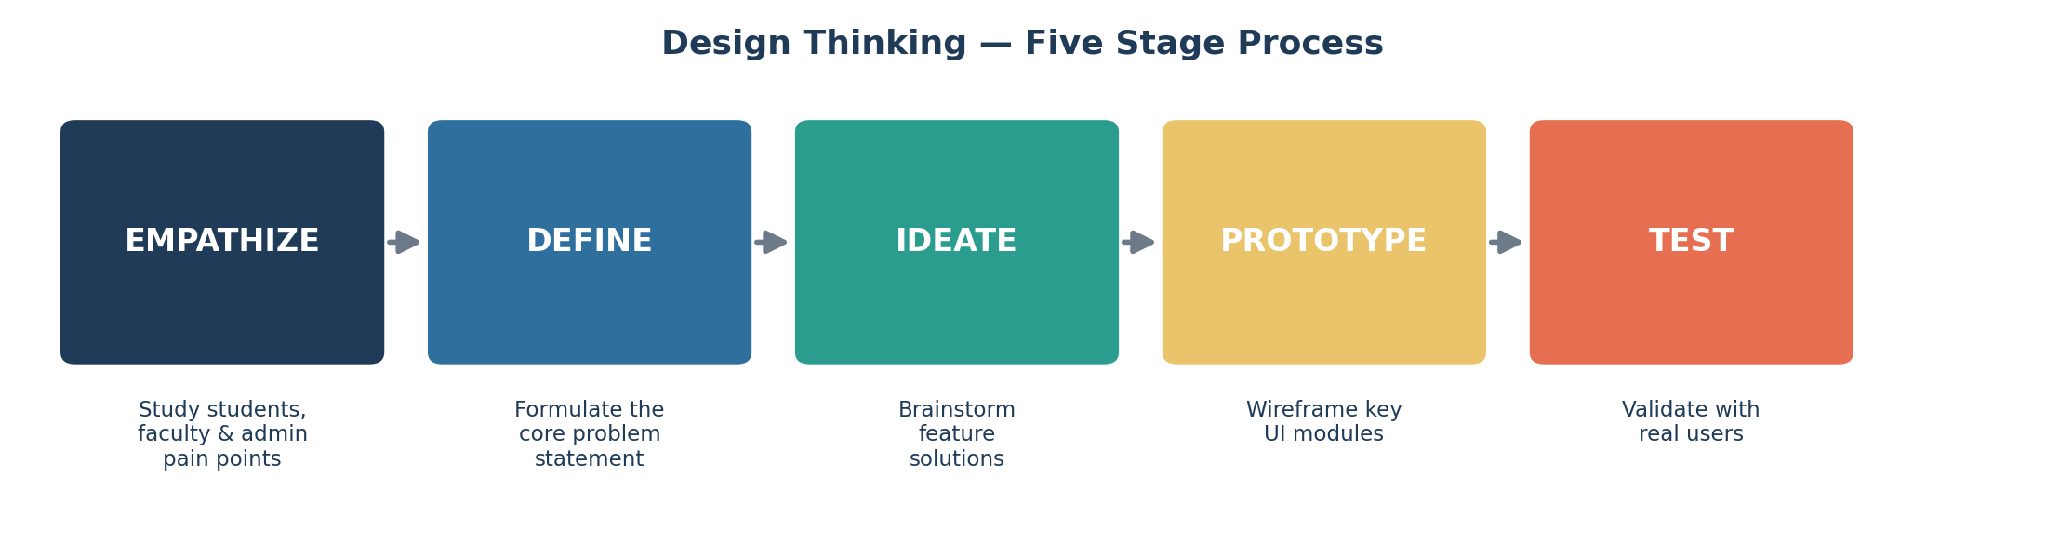 Design Thinking — Five Stage Process
EMPATHIZE
DEFINE
IDEATE
PROTOTYPE
TEST
Study students,
faculty & admin
pain points
Formulate the
core problem
statement
Brainstorm
feature
solutions
Wireframe key
UI modules
Validate with
real users